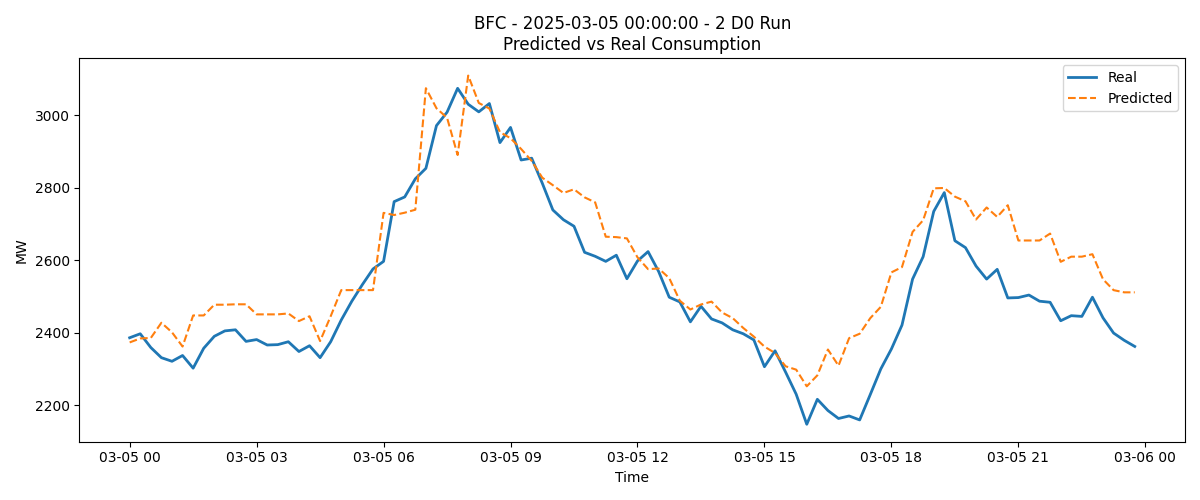 BFC - 2025-03-05 00:00:00 - 2 D0 Run
Predicted vs Real Consumption
Real
Predicted
MW
3000
2800
2600
2400
2200
03-05 00
03-05 03
03-05 06
03-05 09
03-05 12
03-05 15
03-05 18
03-05 21
03-06 00
Time